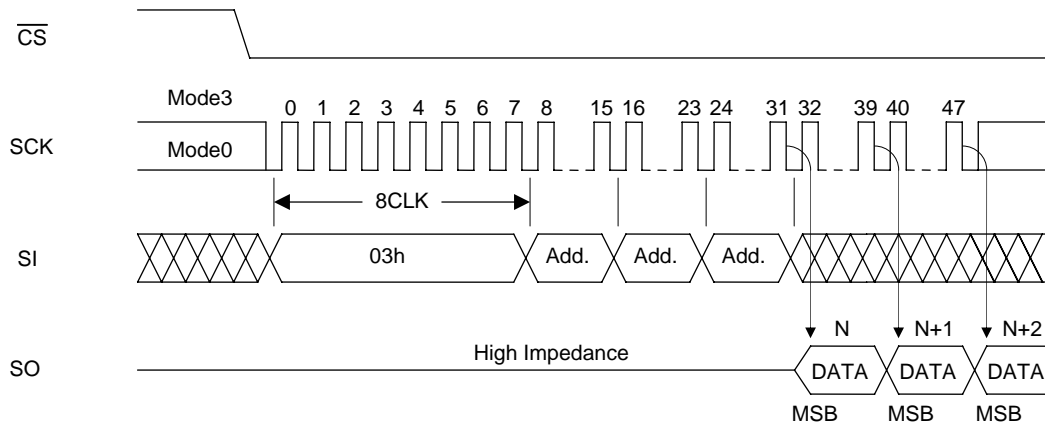 CS
Mode3
0 1 2 3 4 5 6 7 8 15 16 23 24 31 32 39 40 47
SCK
Mode0
8CLK
SI
03h Add. Add. Add.
N N+1 N+2
High Impedance
SO
DATA DATA DATA
MSB MSB MSB